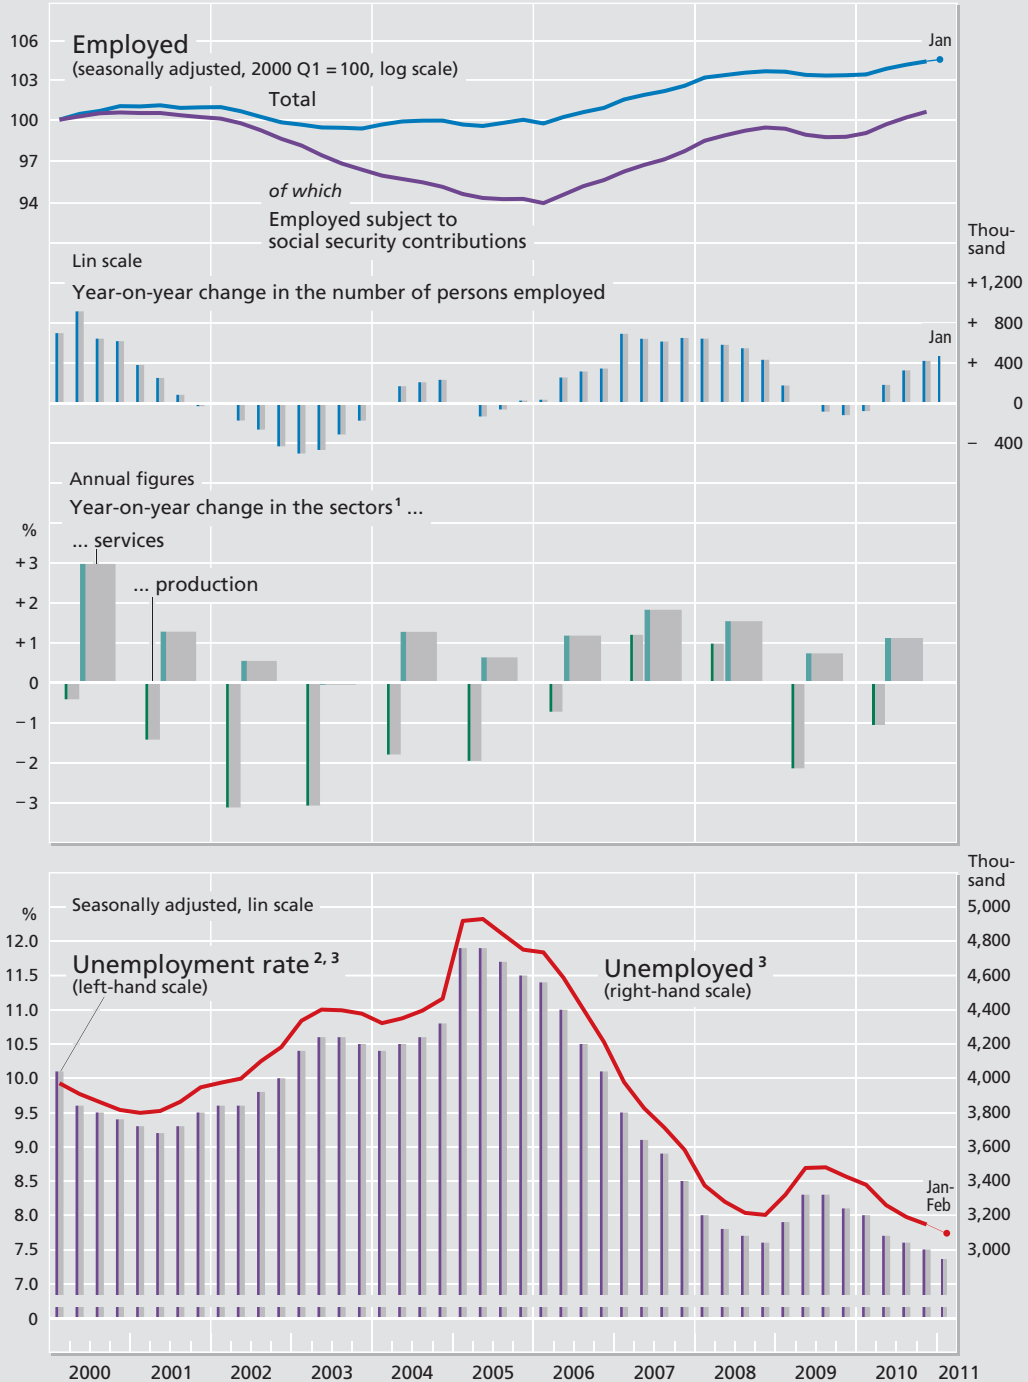 106
Employed
Jan
(seasonally adjusted, 2000 Q1 = 100, log scale)
103
Total
100
97
of which
94
Employed subject to
social security contributions
Thou-
sand
Lin scale
+1,200
Year-on-year change in the number of persons employed
+ 800
Jan
+ 400
0
− 400
Annual figures
Year-on-year change in the sectors¹ ...
%
... services
+3
... production
+2
+1
0
−1
−2
−3
Thou-
sand
Seasonally adjusted, lin scale
5,000
%
12.0
4,800
Unemployment rate ²,³
Unemployed ³
11.5
4,600
(left-hand scale)
(right-hand scale)
11.0
4,400
10.5
4,200
10.0
4,000
9.5
3,800
9.0
3,600
8.5
3,400
Jan-
Feb
8.0
3,200
7.5
3,000
7.0
0
2000 2001 2002 2003 2004 2005 2006 2007 2008 2009 2010 2011